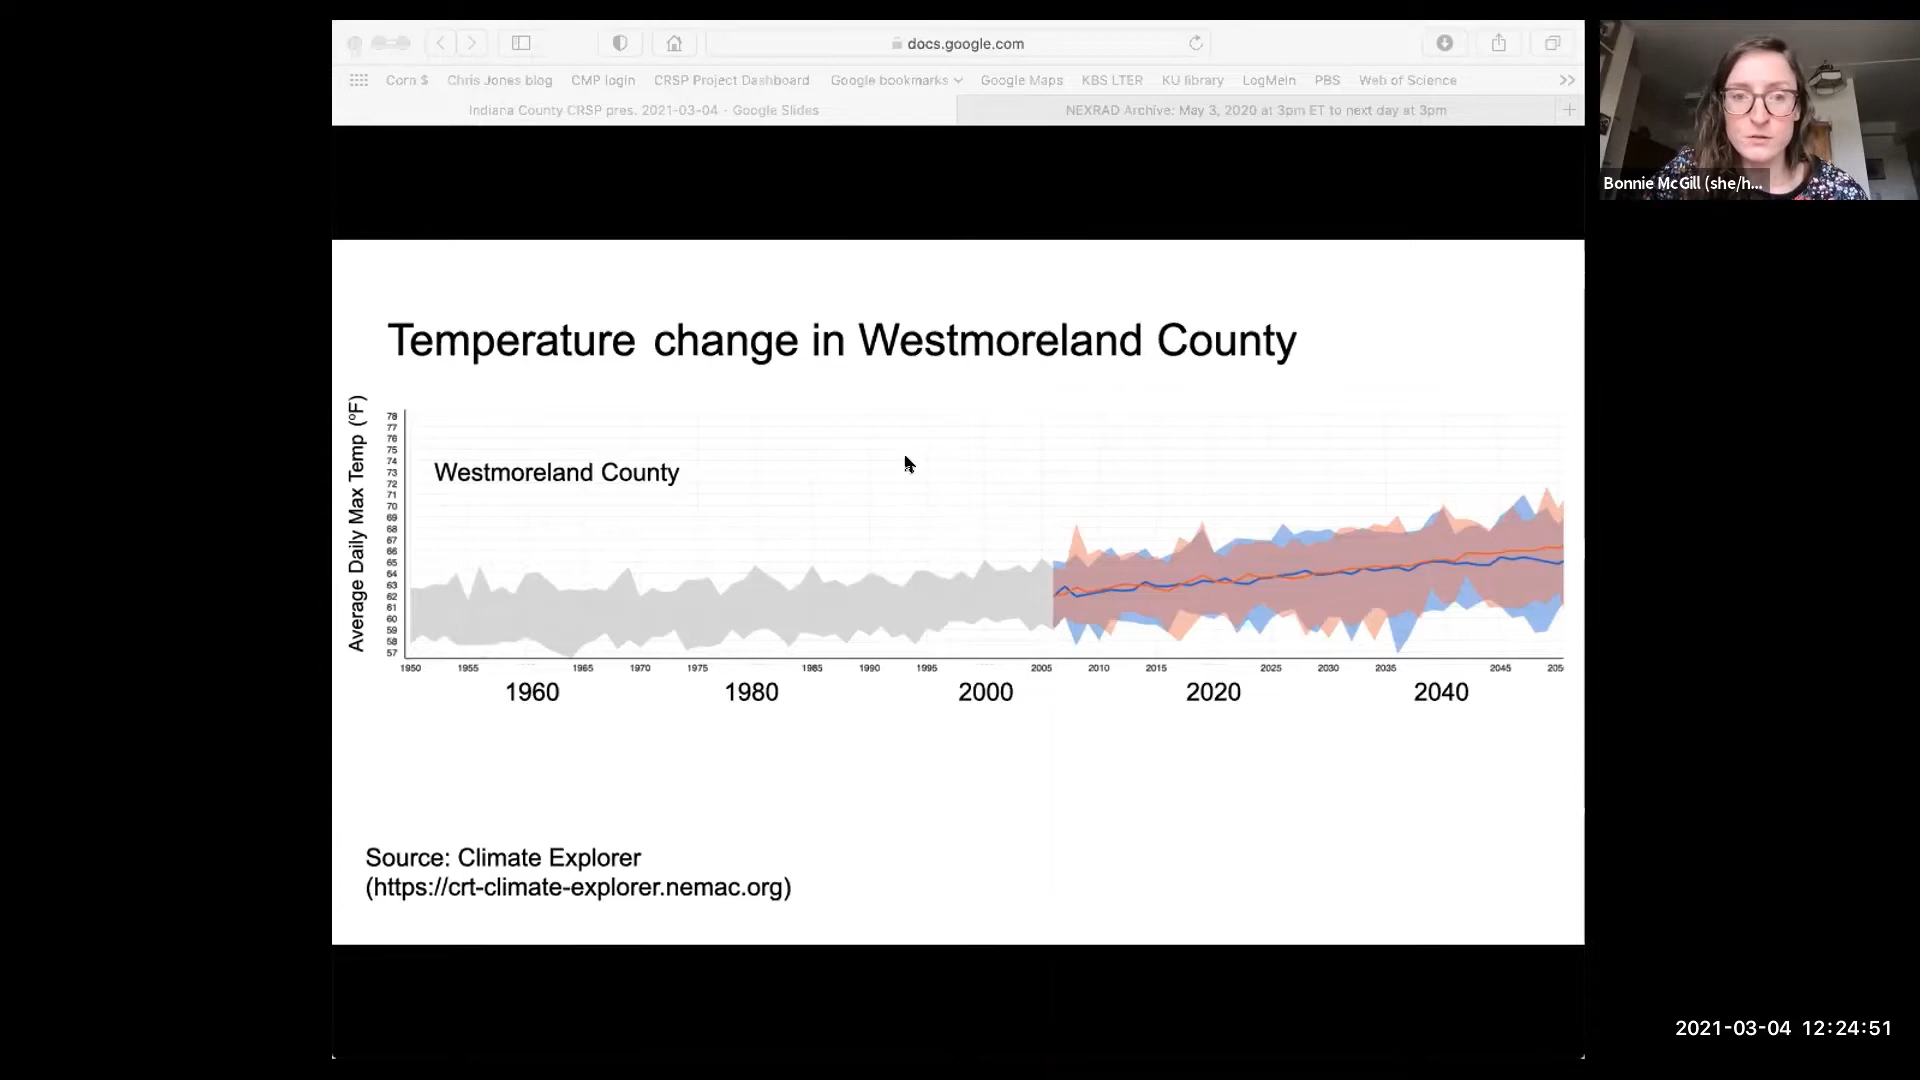 docs.google.com
Corn $ Chris Jones blog CMP login CRSP Project Dashboard Google bookmarks Google Maps KBS LTER KU library LogMeIn PBS Web of Science
Indiana County CRSP pres. 2021-03-04 - Google Slides NEXRAD Archive: May 3, 2020 at 3pm ET to next day at 3pm
Bonnie McGill (she/h...
Temperature change in Westmoreland County
Average Daily Max Temp (°F)
78
77
76
75
74
73
72
71
70
69
68
67
66
65
64
63
62
61
60
59
58
57
Westmoreland County
1950 1955 1965 1970 1975 1985 1990 1995 2005 2010 2015 2025 2030 2035 2045 205
1960 1980 2000 2020 2040
Source: Climate Explorer
(https://crt-climate-explorer.nemac.org)
2021-03-04 12:24:51